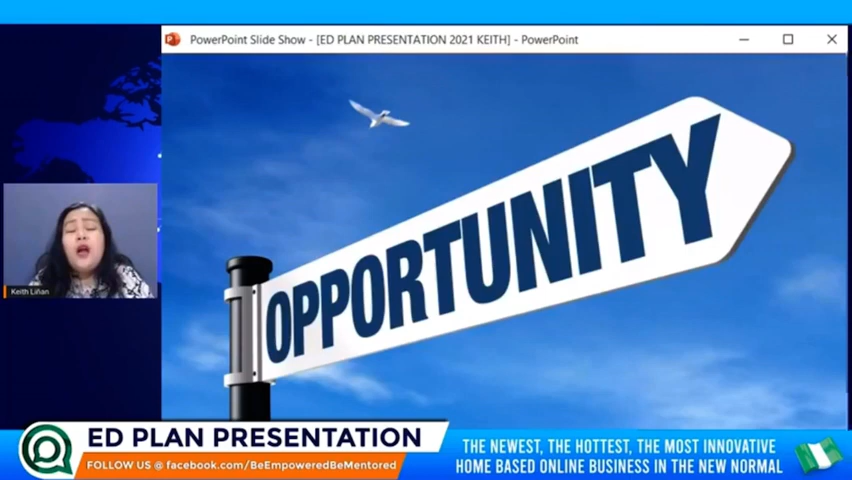 PowerPoint Slide Show - [ED PLAN PRESENTATION 2021 KEITH] - PowerPoint
OPPORTUNITY
Keith Liñan
ED PLAN PRESENTATION
FOLLOW US @ facebook.com/BeEmpoweredBeMentored
THE NEWEST, THE HOTTEST, THE MOST INNOVATIVE
HOME BASED ONLINE BUSINESS IN THE NEW NORMAL